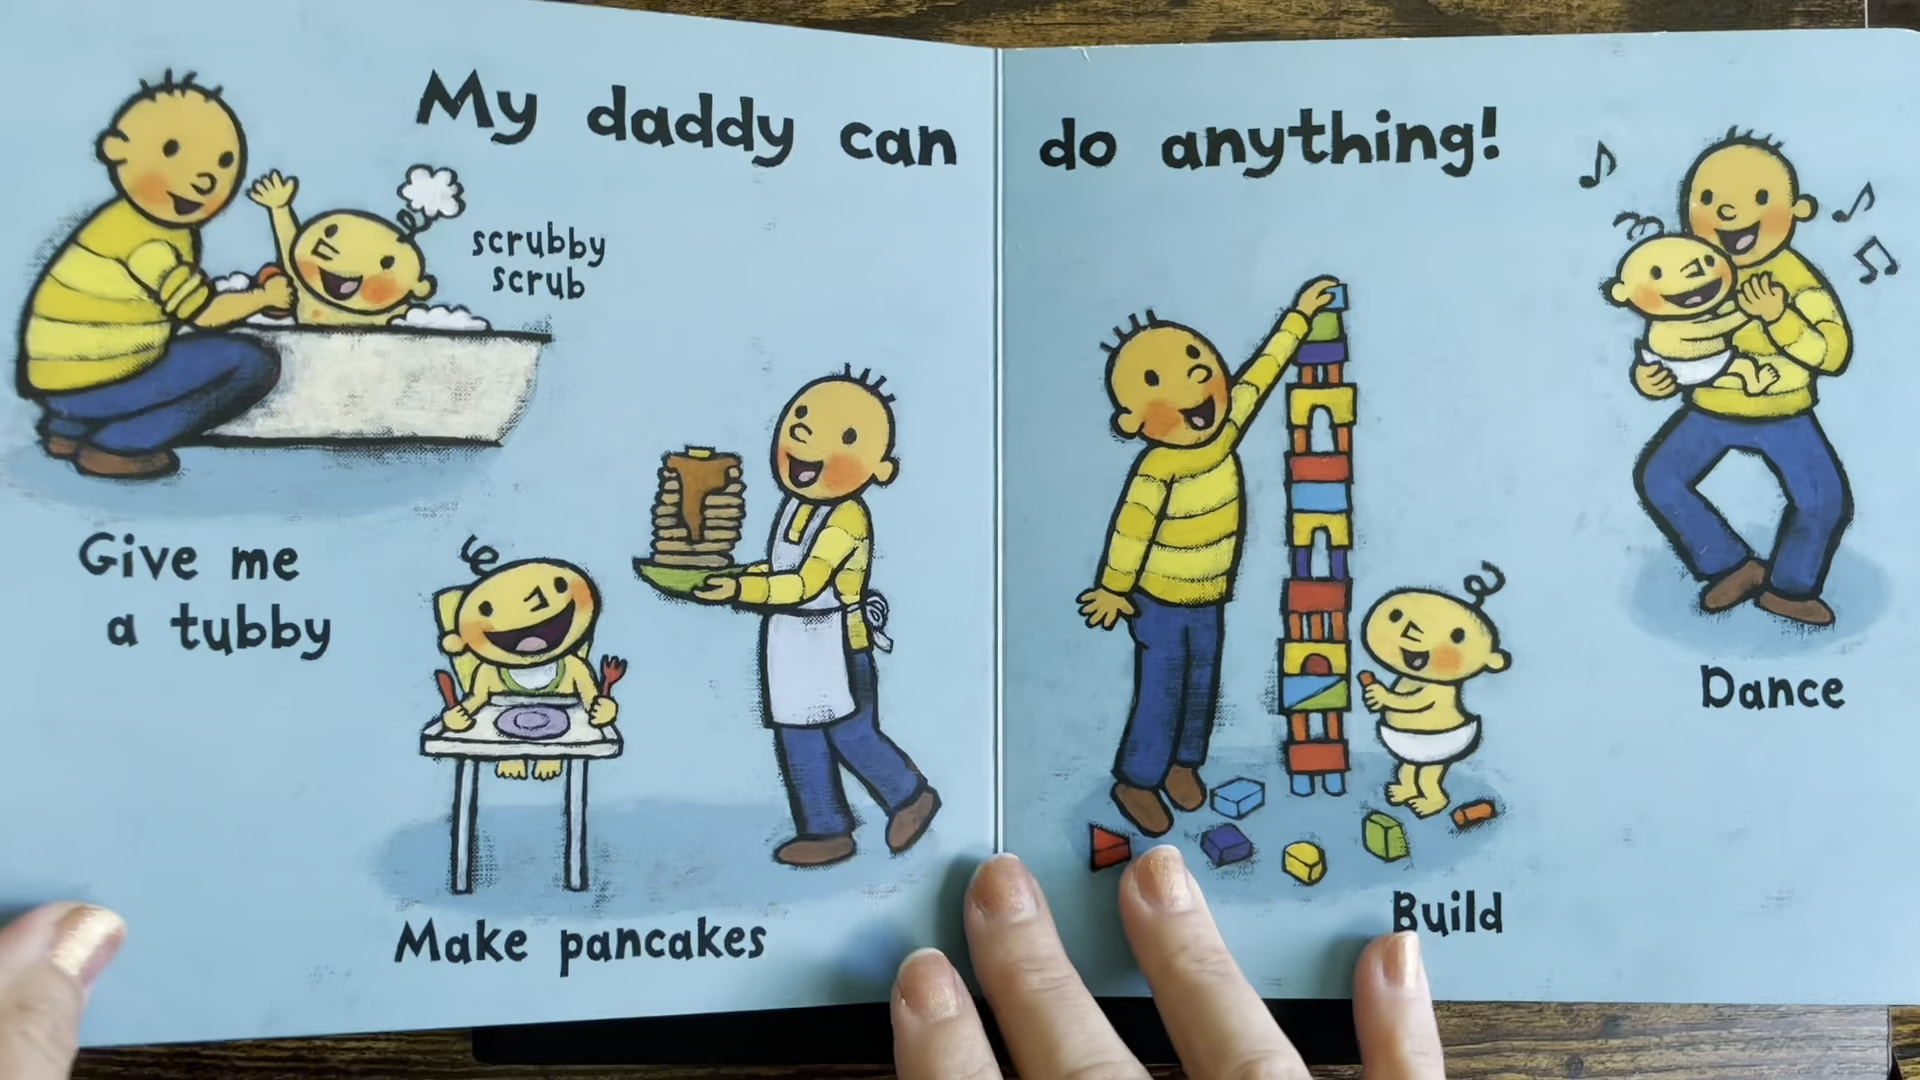 My daddy can do anything!
scrubby
scrub
Give me
a tubby
Make pancakes
Build
Dance